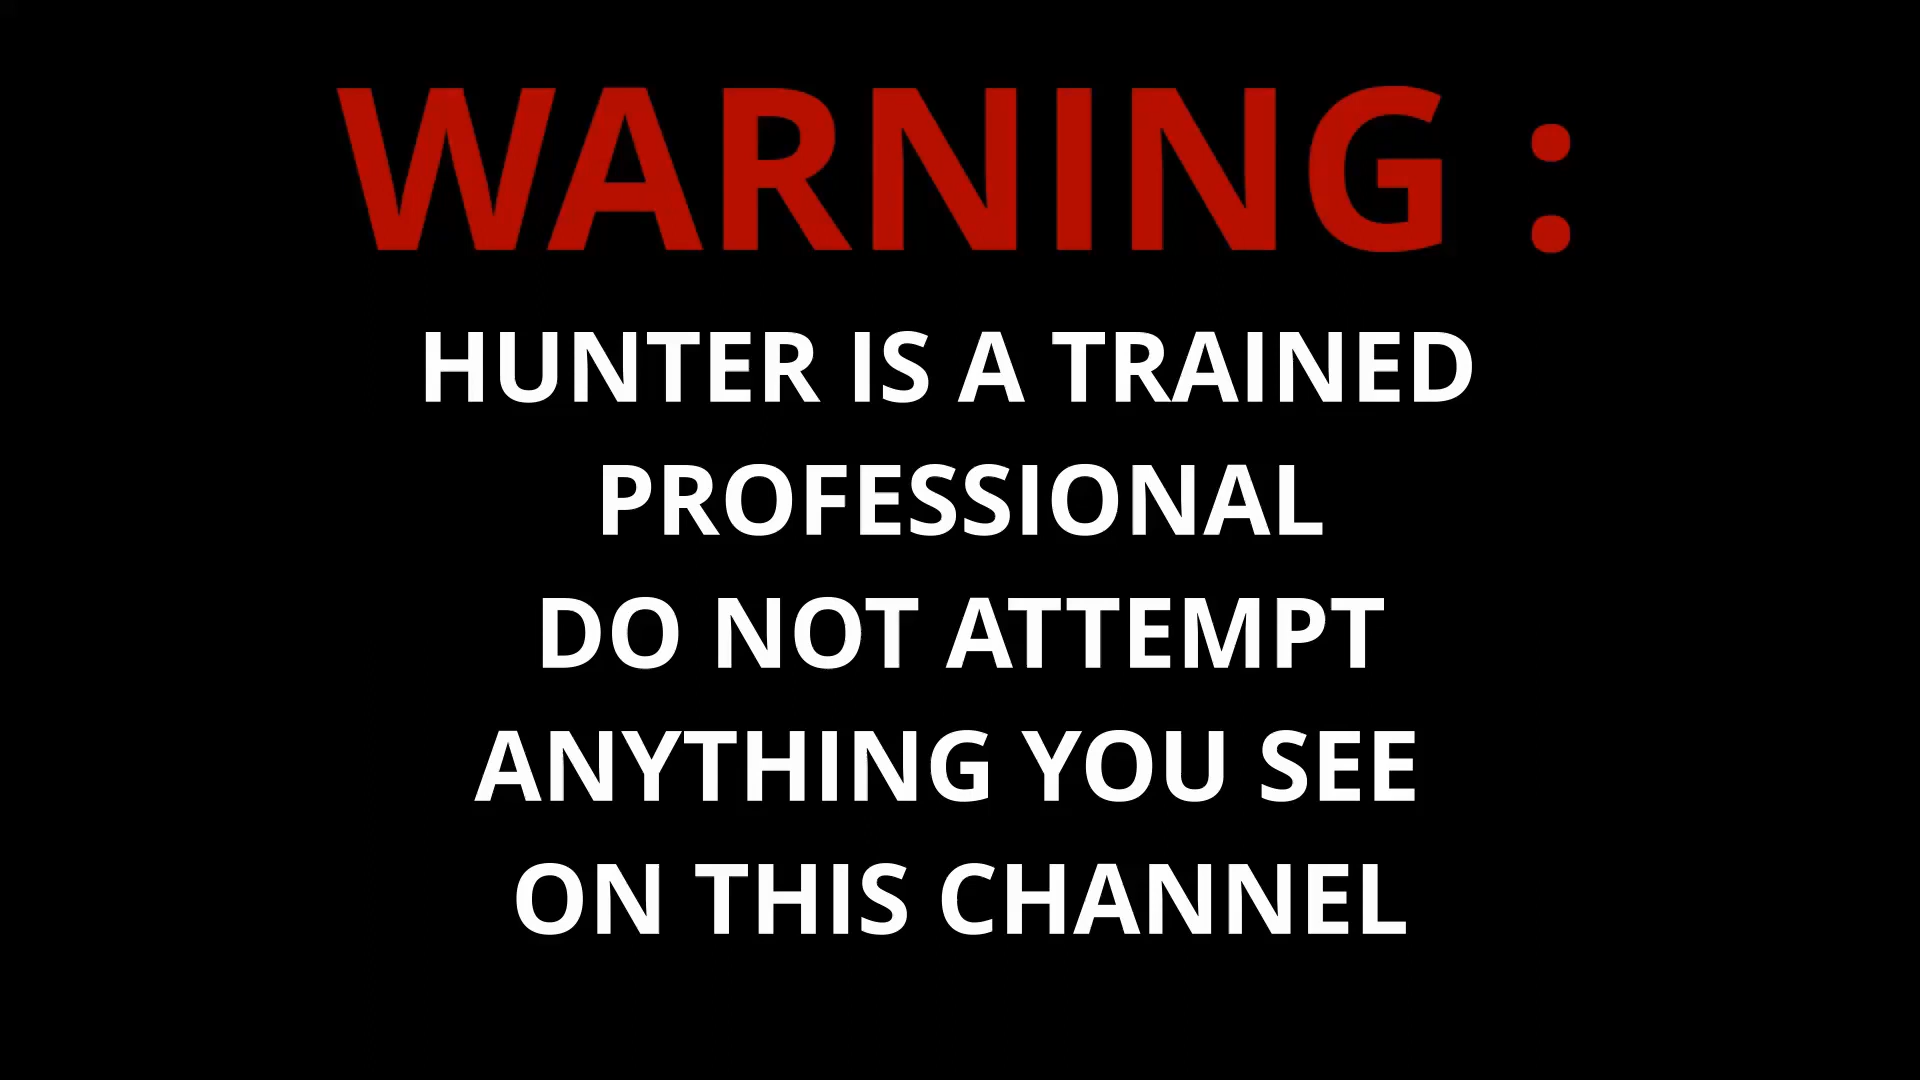 WARNING :
HUNTER IS A TRAINED
PROFESSIONAL
DO NOT ATTEMPT
ANYTHING YOU SEE
ON THIS CHANNEL